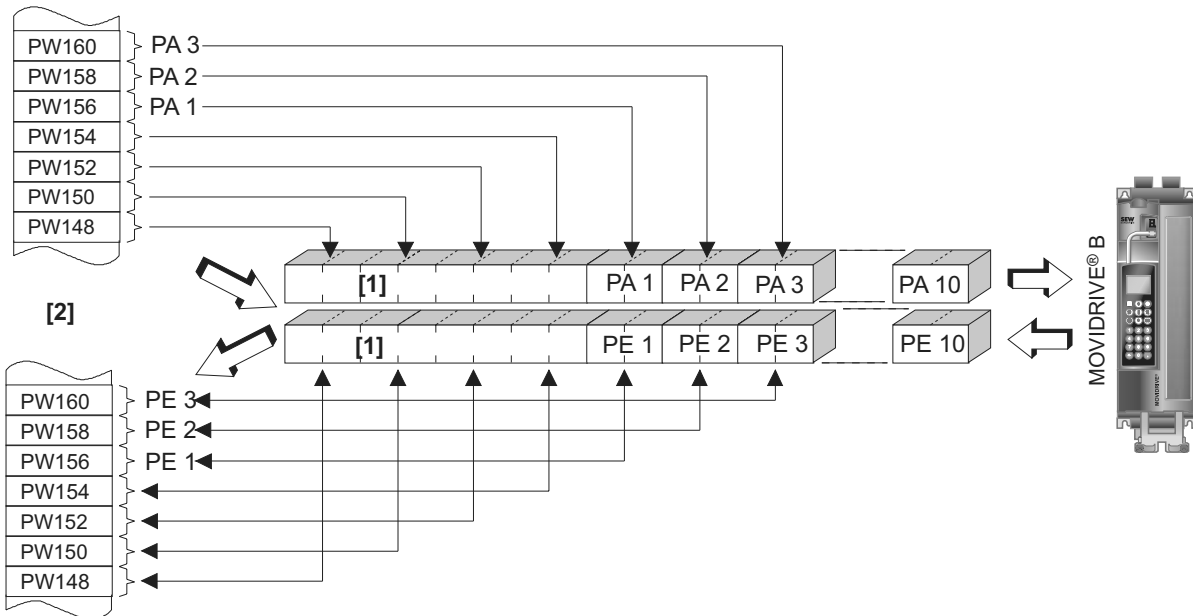 PW160 PA 3
PW158 PA 2
PW156 PA 1
PW154
PW152
PW150
PW148
[1] PA 1 PA 2 PA 3 PA 10
[2]
[1] PE 1 PE 2 PE 3 PE 10
PW160 PE 3
PW158 PE 2
PW156 PE 1
PW154
PW152
PW150
PW148
MOVIDRIVE® B
SEW
MOVIDRIVE®